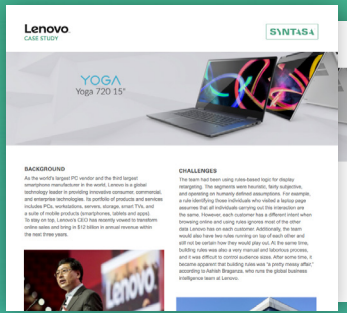 Lenovo
CASE STUDY
SYNTASA
YOGA
Yoga 720 15"
BACKGROUND
As the world's largest PC vendor and the third largest
smartphone manufacturer in the world, Lenovo is a global
technology leader in providing innovative consumer, commercial,
and enterprise technologies. Its portfolio of products and services
includes PCs, workstations, servers, storage, smart TVs, and
a suite of mobile products (smartphones, tablets and apps).
To stay on top, Lenovo's CEO has recently vowed to transform
online sales and bring in $12 billion in annual revenue within
the next three years.
Lenovo
CHALLENGES
The team had been using rules-based logic for display
retargeting. The segments were heuristic, fairly subjective,
and operating on humanly defined assumptions. For example,
a rule identifying those individuals who visited a laptop page
assumes that all individuals carrying out this interaction are
the same. However, each customer has a different intent when
browsing online and using rules ignores most of the other
data Lenovo has on each customer. Additionally, the team
would also have two rules running on top of each other and
still not be certain how they would play out. At the same time,
building rules was also a very manual and laborious process,
and it was difficult to control audience sizes. After some time, it
became apparent that building rules was "a pretty messy affair,"
according to Ashish Braganza, who runs the global business
intelligence team at Lenovo.